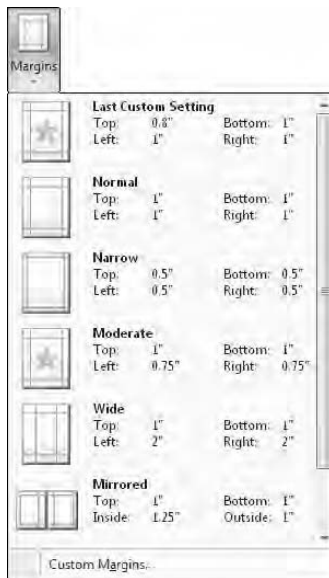 Margins
Last Custom Setting
Top: 0.8" Bottom: 1"
Left: 1" Right: 1"
Normal
Top: 1" Bottom: 1"
Left: 1" Right: 1"
Narrow
Top: 0.5" Bottom: 0.5"
Left: 0.5" Right: 0.5"
Moderate
Top: 1" Bottom: 1"
Left: 0.75" Right: 0.75"
Wide
Top: 1" Bottom: 1"
Left: 2" Right: 2"
Mirrored
Top: 1" Bottom: 1"
Inside: 1.25" Outside: 1"
Custom Margins...